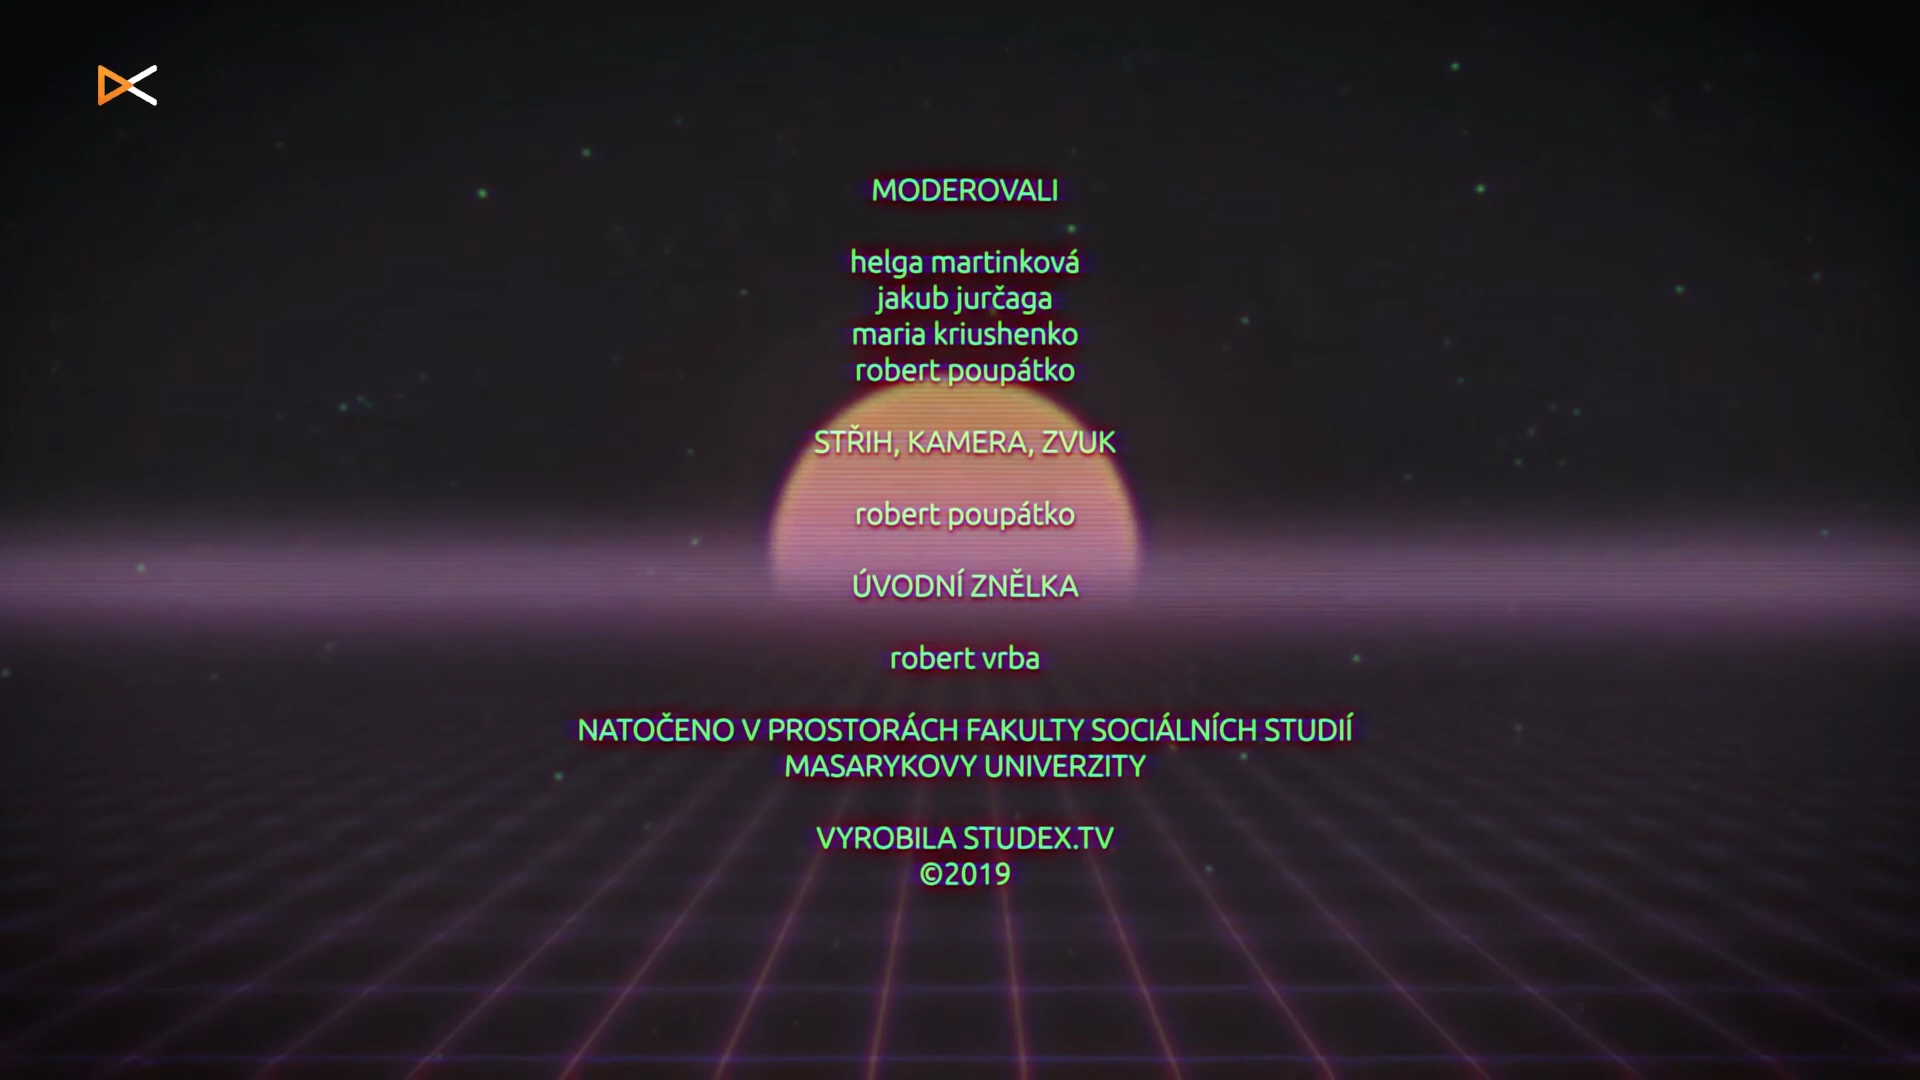 MODEROVALI
helga martinková
jakub jurčaga
maria kriushenko
robert poupátko
STŘIH, KAMERA, ZVUK
robert poupátko
ÚVODNÍ ZNĚLKA
robert vrba
NATOČENO V PROSTORÁCH FAKULTY SOCIÁLNÍCH STUDIÍ
MASARYKOVY UNIVERZITY
VYROBILA STUDEX.TV
©2019